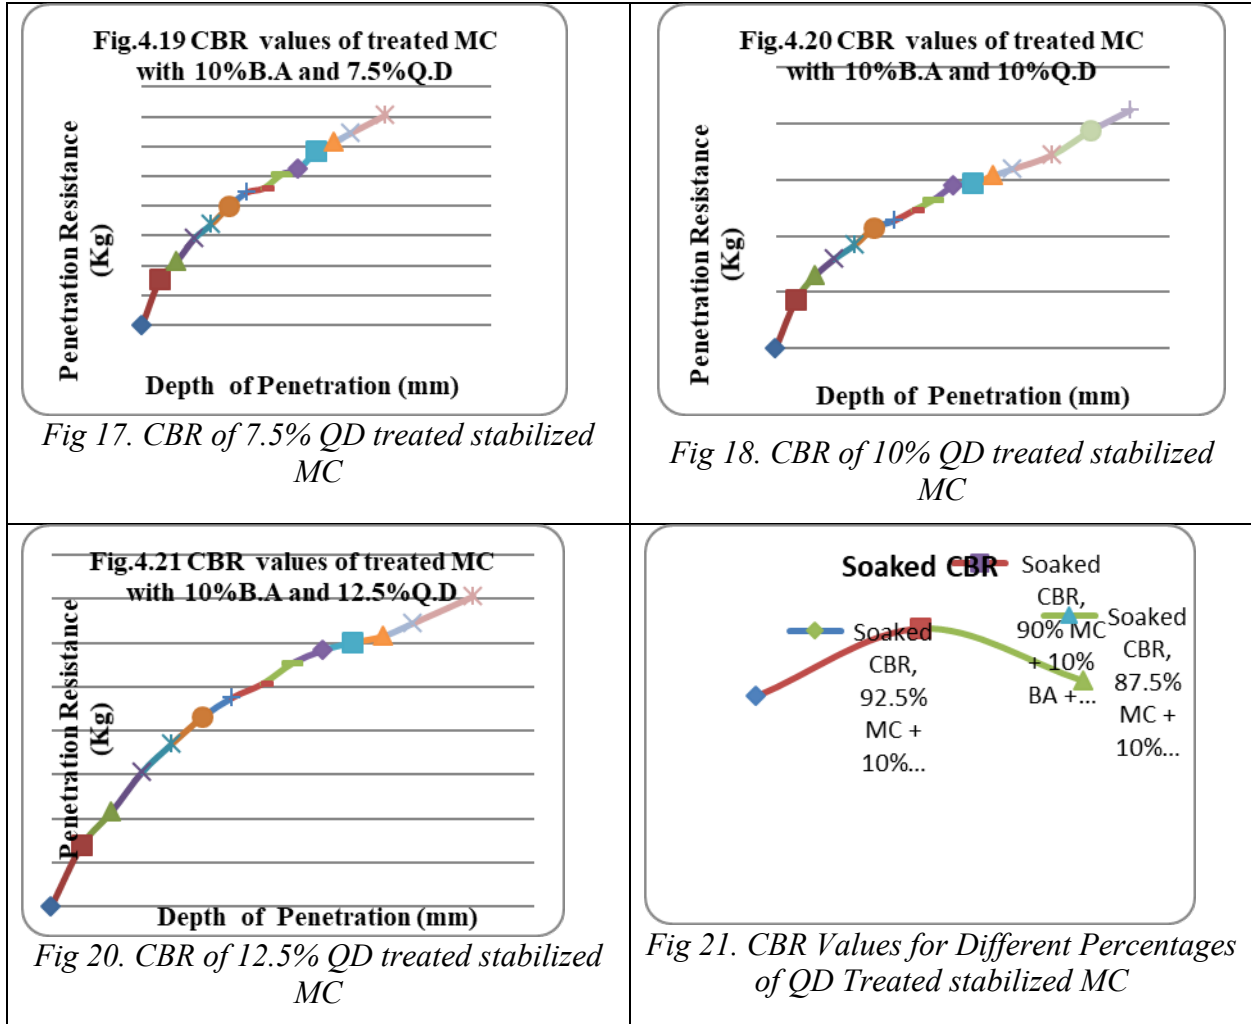 Fig.4.19 CBR values of treated MC
with 10%B.A and 7.5%Q.D
Penetration Resistance
(Kg)
Depth of Penetration (mm)
Fig 17. CBR of 7.5% QD treated stabilized
MC
Fig.4.20 CBR values of treated MC
with 10%B.A and 10%Q.D
Penetration Resistance
(Kg)
Depth of Penetration (mm)
Fig 18. CBR of 10% QD treated stabilized
MC
Fig.4.21 CBR values of treated MC
with 10%B.A and 12.5%Q.D
Penetration Resistance
(Kg)
Depth of Penetration (mm)
Fig 20. CBR of 12.5% QD treated stabilized
MC
Soaked CBR
Soaked
CBR,
92.5%
MC +
10%...
Soaked
CBR,
90% MC
+ 10%
BA +...
Soaked
CBR,
87.5%
MC +
10%...
Fig 21. CBR Values for Different Percentages
of QD Treated stabilized MC